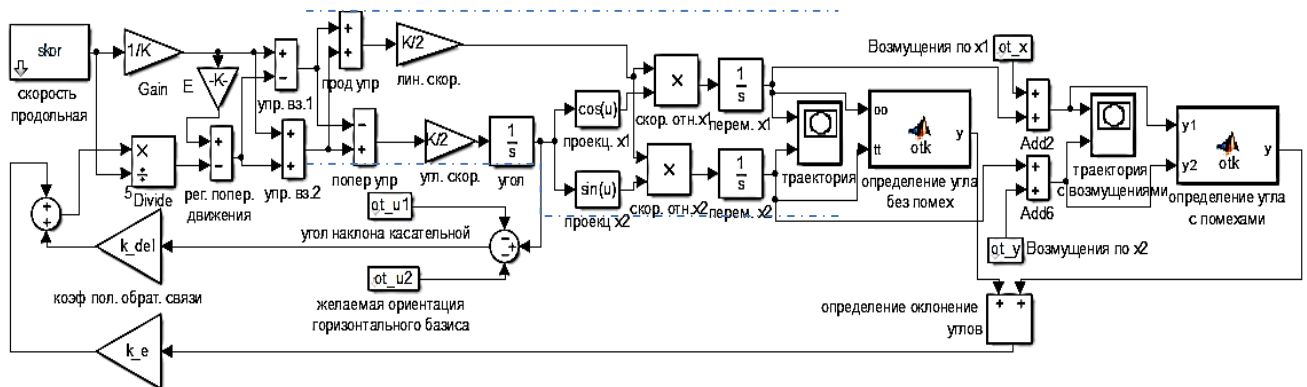 skor
скорость
продольная
1/K
Gain
E
-K-
упр. вз.1
прод упр
K/2
лин. скор.
5
Divide
рег. попер.
движения
упр. вз.2
попер упр
K/2
угл. скор.
1
s
угол
cos(u)
проекц. x1
sin(u)
проекц x2
×
скор. отн.x1
×
скор. отн.x2
1
s
перем. x1
1
s
перем. x2
траектория
oo
tt
y
otk
определение угла
без помех
Возмущения по x1
ot_x
Add2
Add6
ot_y
Возмущения по x2
траектория
с возмущениями
y1
y2
y
otk
определение угла
с помехами
ot_u1
угол наклона касательной
ot_u2
желаемая ориентация
горизонтального базиса
k_del
коэф пол. обрат. связи
k_e
определение оклонение
углов